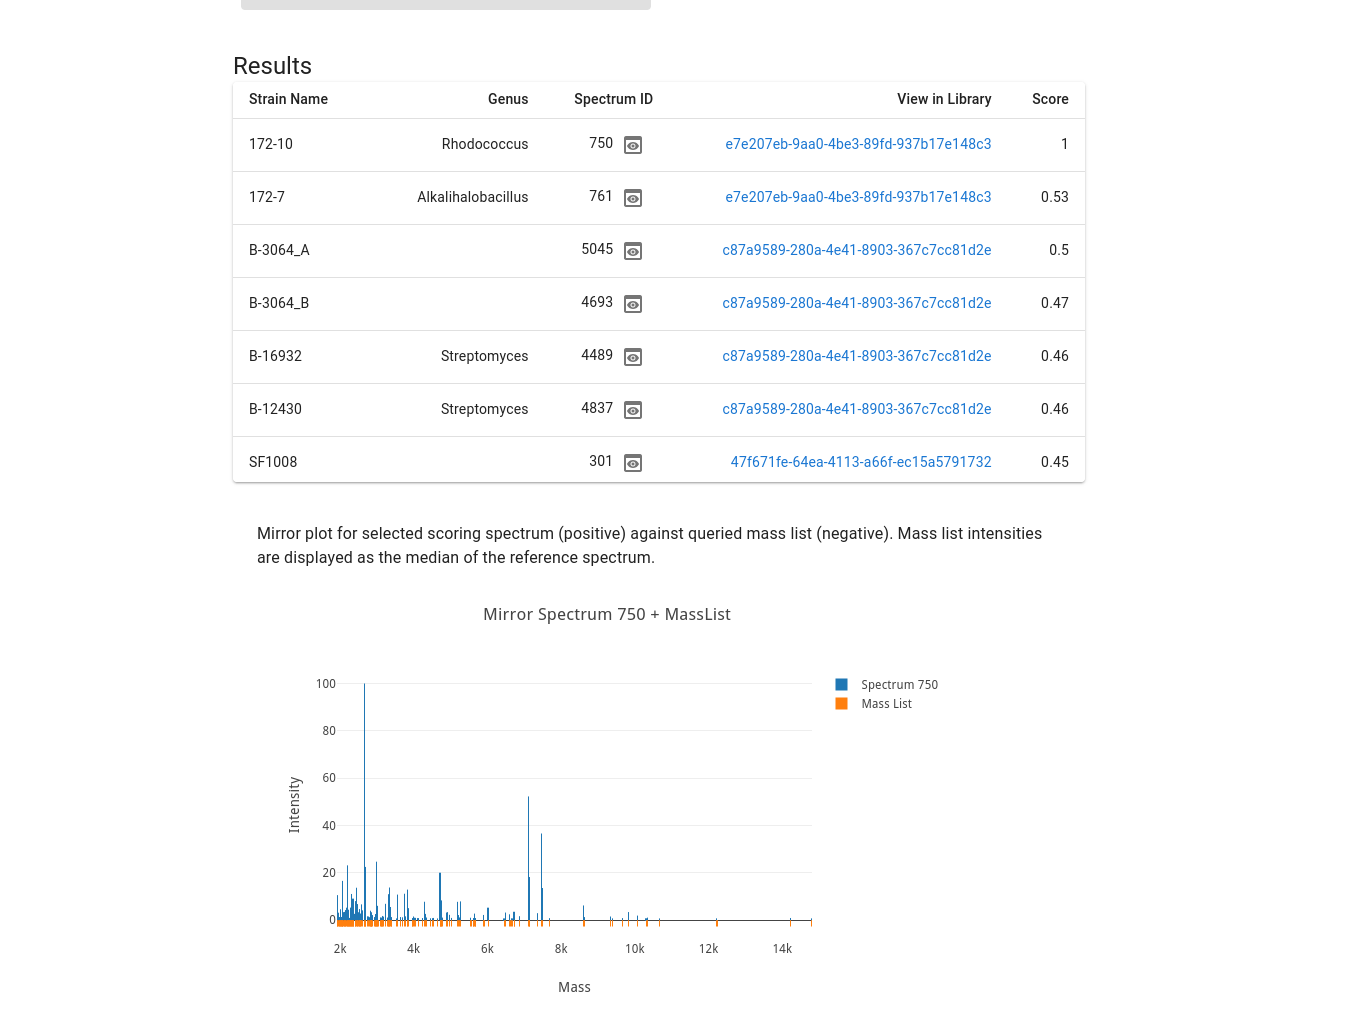 Results
Strain Name Genus Spectrum ID View in Library Score
172-10 Rhodococcus 750 e7e207eb-9aa0-4be3-89fd-937b17e148c3 1
172-7 Alkalihalobacillus 761 e7e207eb-9aa0-4be3-89fd-937b17e148c3 0.53
B-3064_A 5045 c87a9589-280a-4e41-8903-367c7cc81d2e 0.5
B-3064_B 4693 c87a9589-280a-4e41-8903-367c7cc81d2e 0.47
B-16932 Streptomyces 4489 c87a9589-280a-4e41-8903-367c7cc81d2e 0.46
B-12430 Streptomyces 4837 c87a9589-280a-4e41-8903-367c7cc81d2e 0.46
SF1008 301 47f671fe-64ea-4113-a66f-ec15a5791732 0.45
Mirror plot for selected scoring spectrum (positive) against queried mass list (negative). Mass list intensities
are displayed as the median of the reference spectrum.
Mirror Spectrum 750 + MassList
100
80
60
40
20
0
Intensity
2k 4k 6k 8k 10k 12k 14k
Mass
Spectrum 750
Mass List